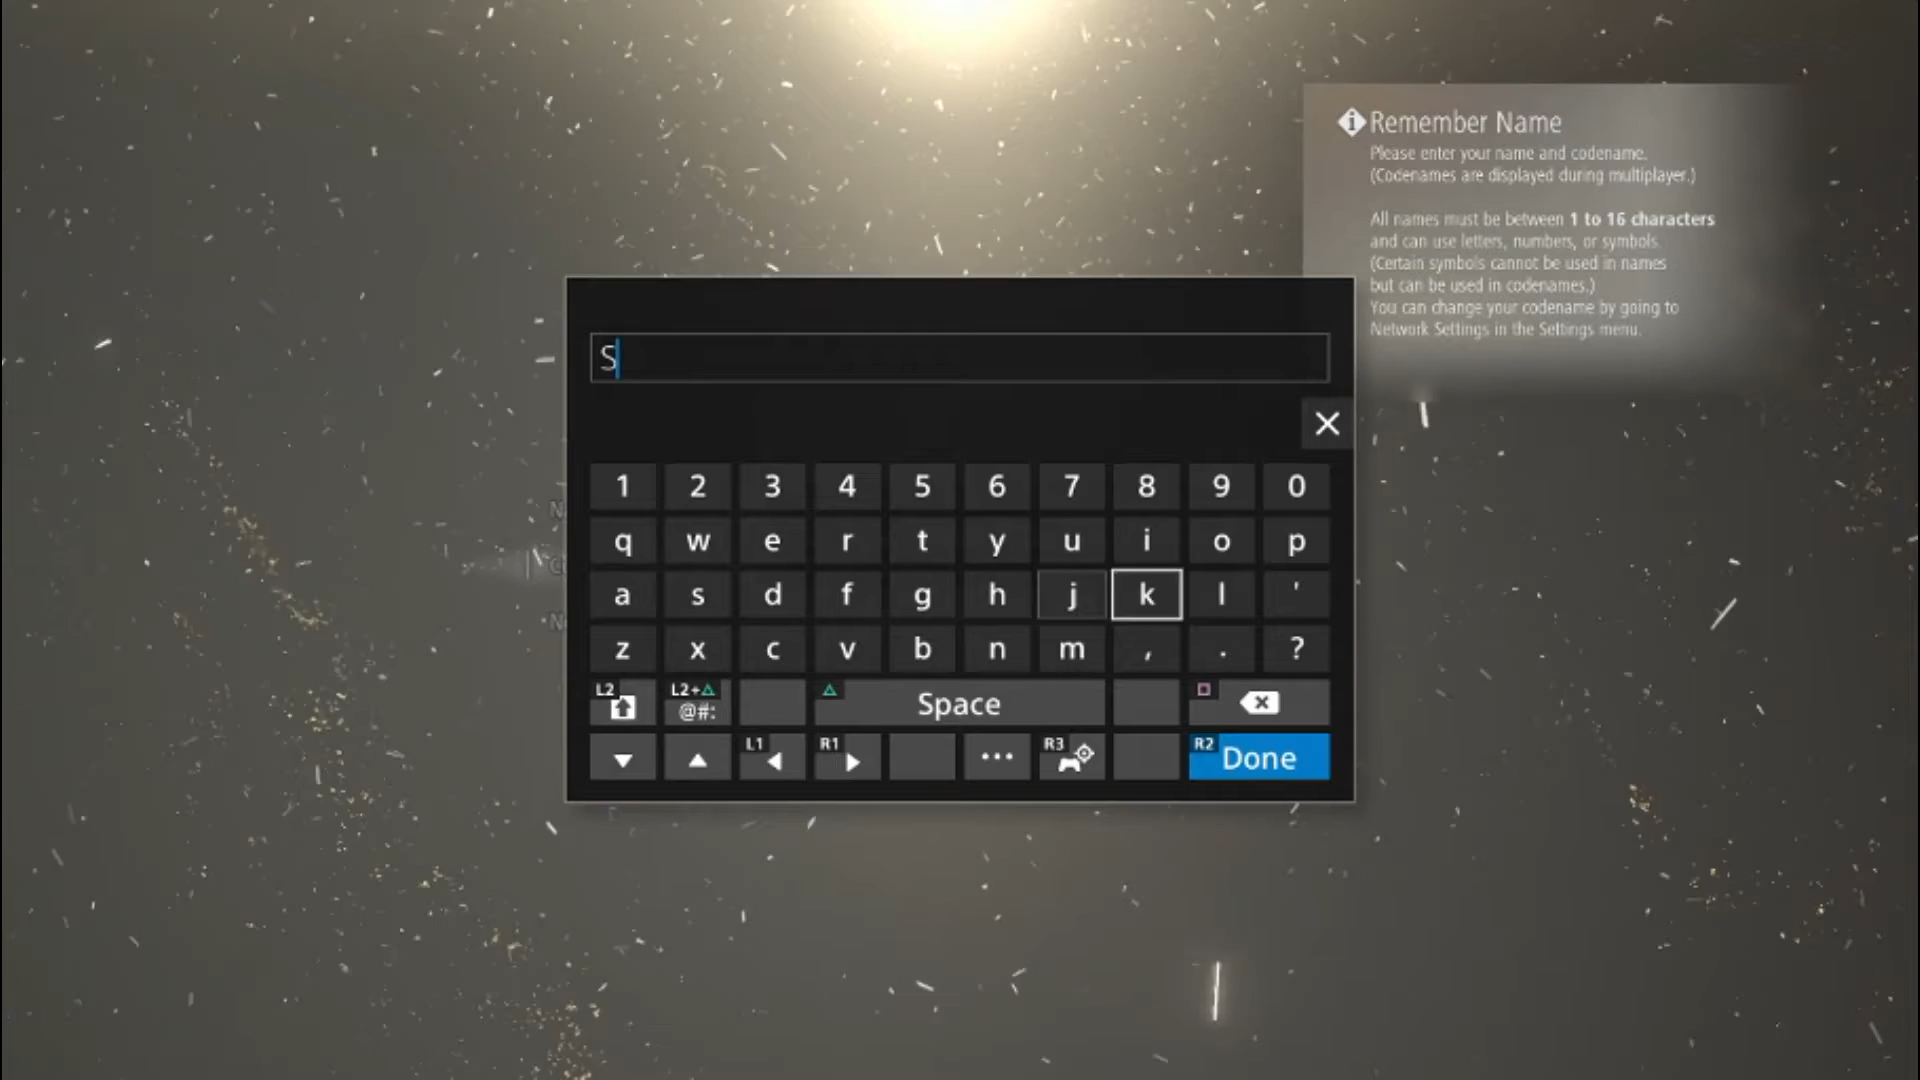 Remember Name
Please enter your name and codename.
(Codenames are displayed during multiplayer.)
All names must be between 1 to 16 characters
and can use letters, numbers, or symbols.
(Certain symbols cannot be used in names
but can be used in codenames.)
You can change your codename by going to
Network Settings in the Settings menu.
S
1 2 3 4 5 6 7 8 9 0
q w e r t y u i o p
a s d f g h j k l '
z x c v b n m , . ?
L2 L2+△ @#: △ Space
L1 R1 ... R3 R2 Done